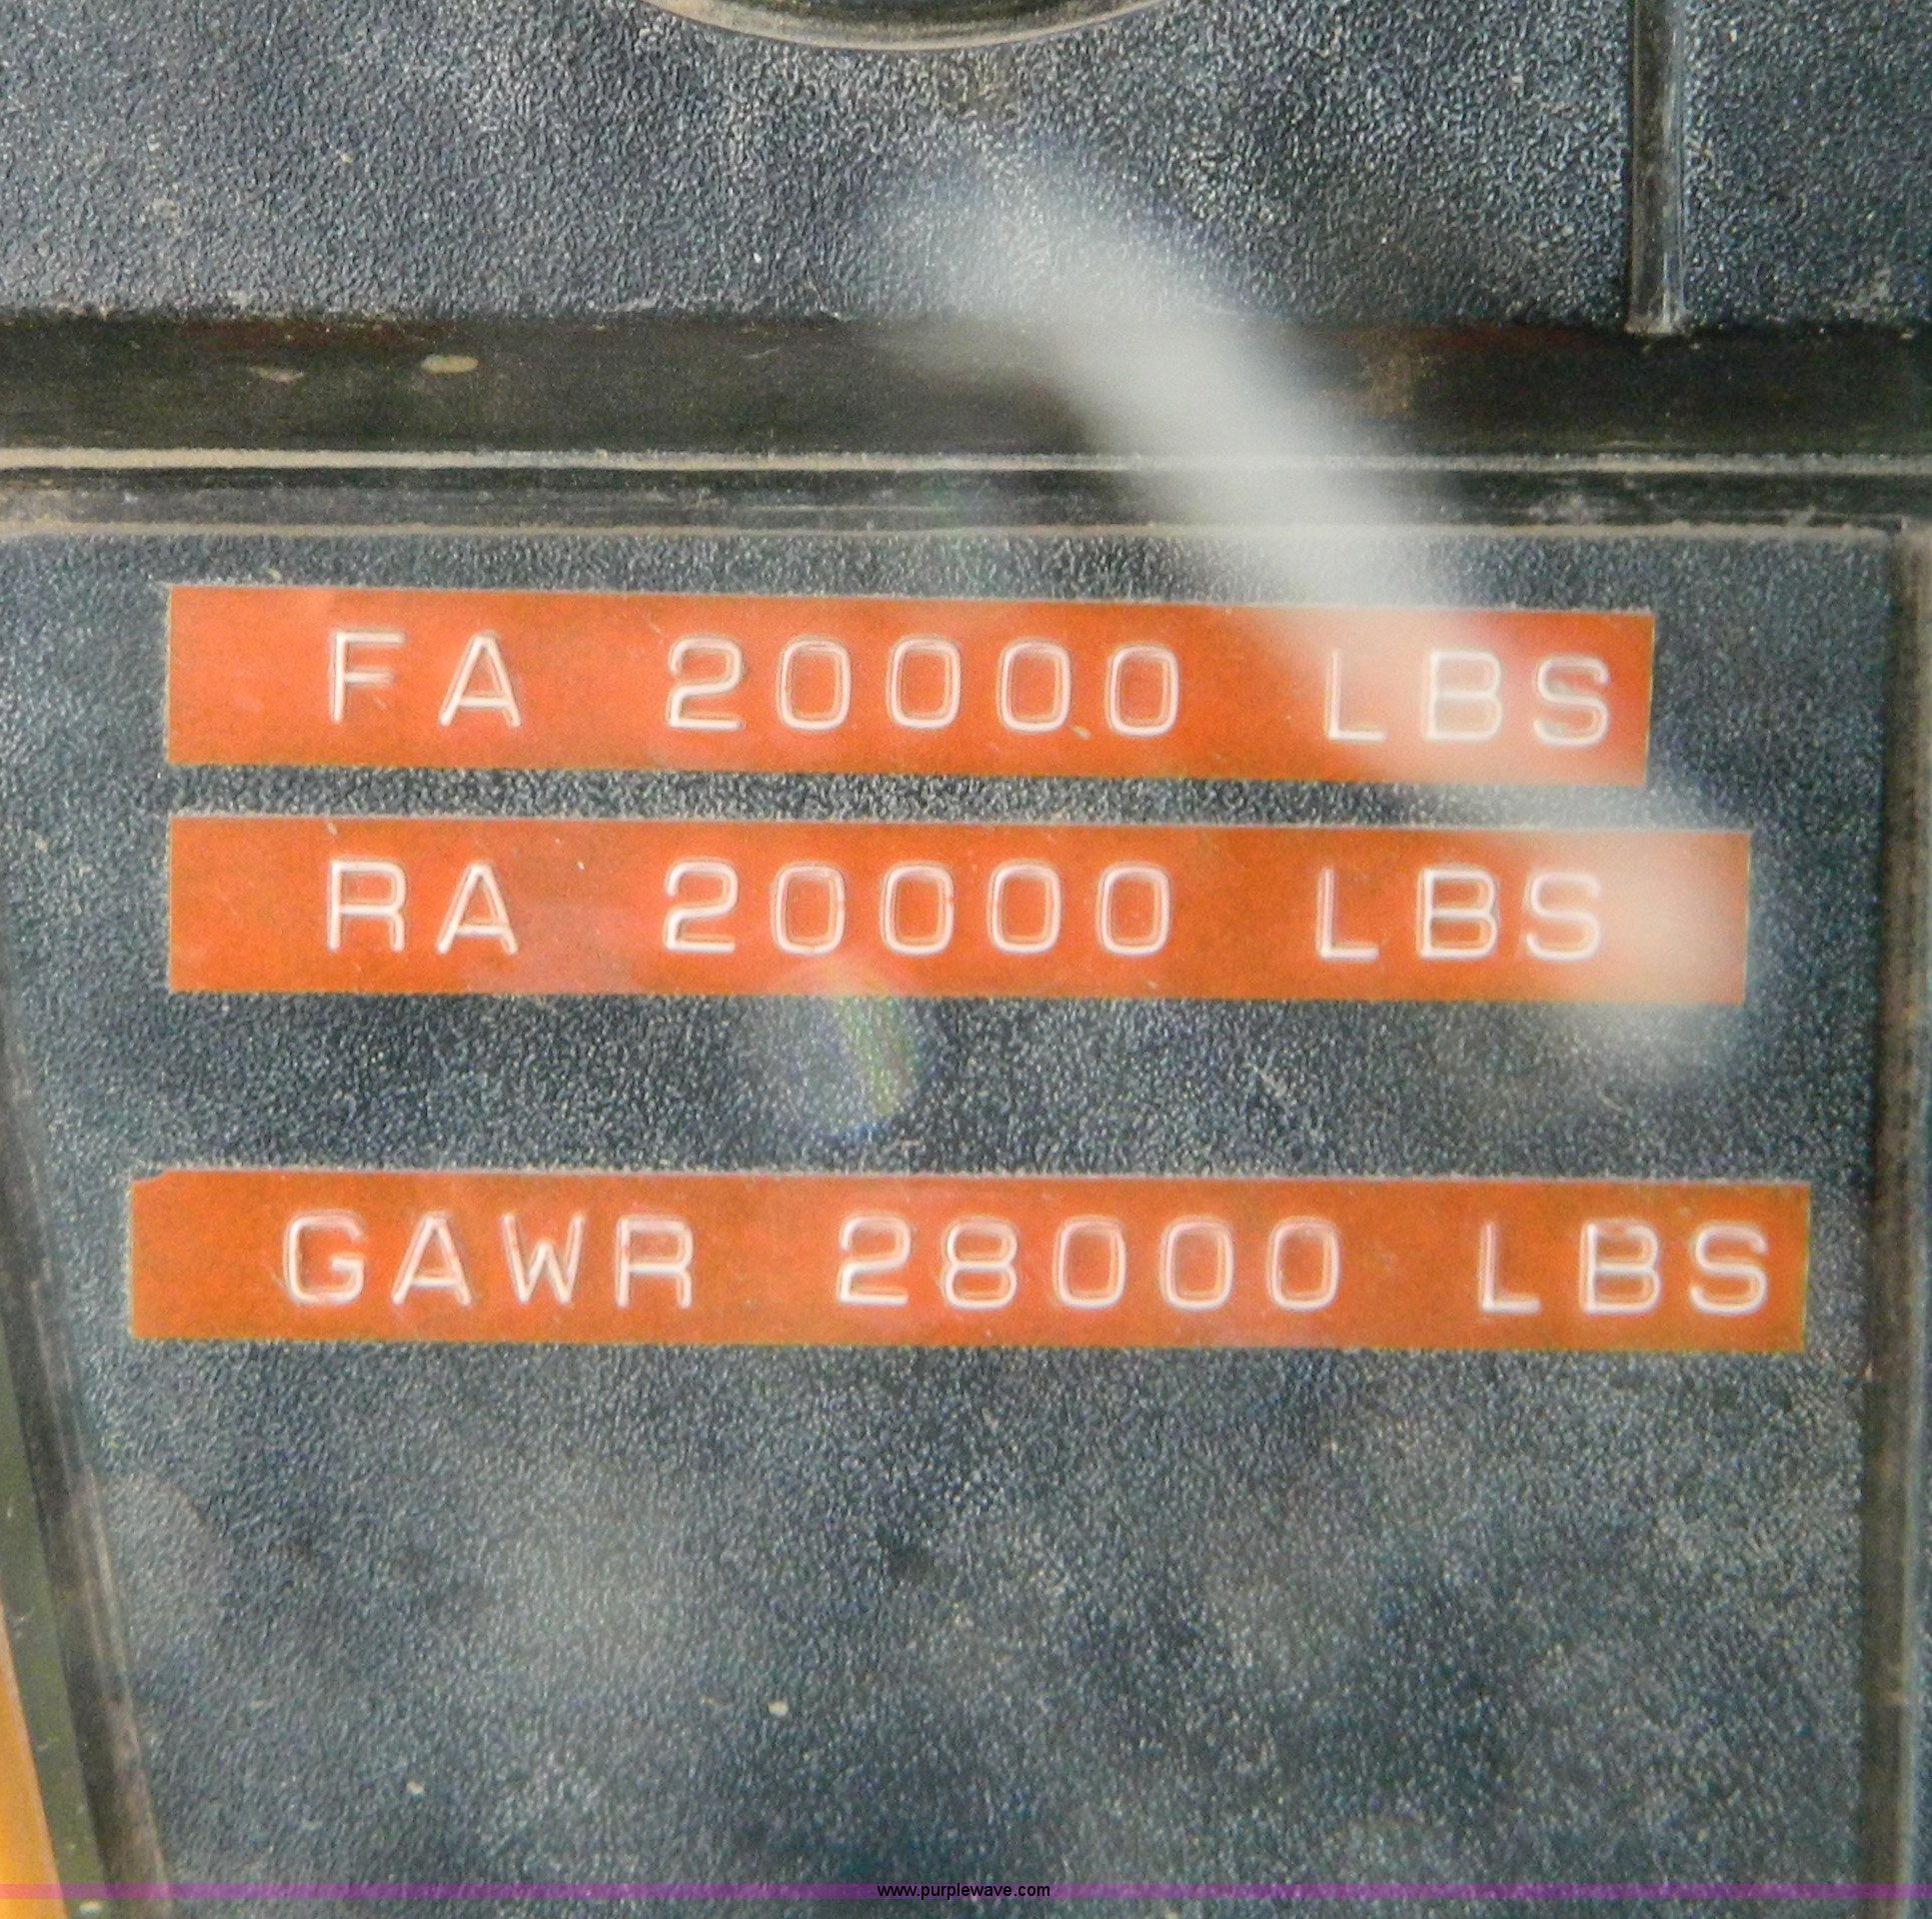 FA 20000 LBS
RA 20000 LBS
GAWR 28000 LBS
www.purplewave.com